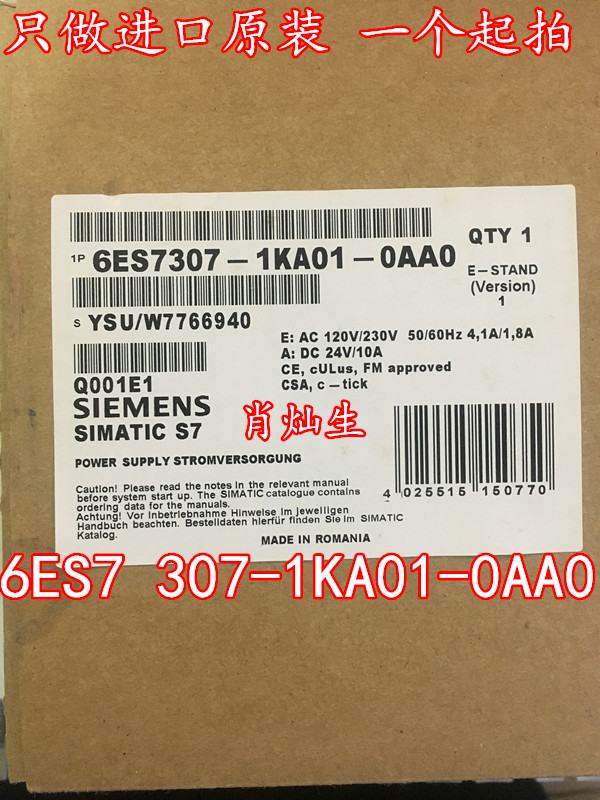 只做进口原装 一个起拍
1P 6ES7307-1KA01-0AA0
QTY 1
E-STAND
(Version)
1
S YSU/W7766940
E: AC 120V/230V 50/60Hz 4,1A/1,8A
A: DC 24V/10A
CE, cULus, FM approved
CSA, c-tick
Q001E1
SIEMENS
SIMATIC S7
肖灿生
POWER SUPPLY STROMVERSORGUNG
Caution! Please read the notes in the relevant manual
before system start up. The SIMATIC catalogue contains
ordering data for the manuals.
Achtung! Vor Inbetriebnahme Hinweise im jeweiligen
Handbuch beachten. Bestelldaten hierfür finden Sie im SIMATIC
Katalog.
4 025515 150770
MADE IN ROMANIA
6ES7 307-1KA01-0AA0